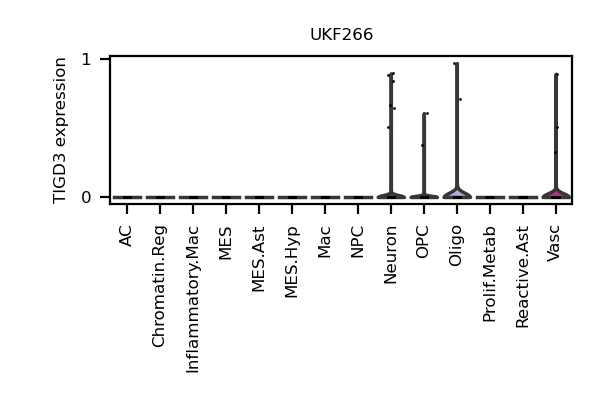 UKF266
TIGD3 expression
1
0
AC
Chromatin.Reg
Inflammatory.Mac
MES
MES.Ast
MES.Hyp
Mac
NPC
Neuron
OPC
Oligo
Prolif.Metab
Reactive.Ast
Vasc